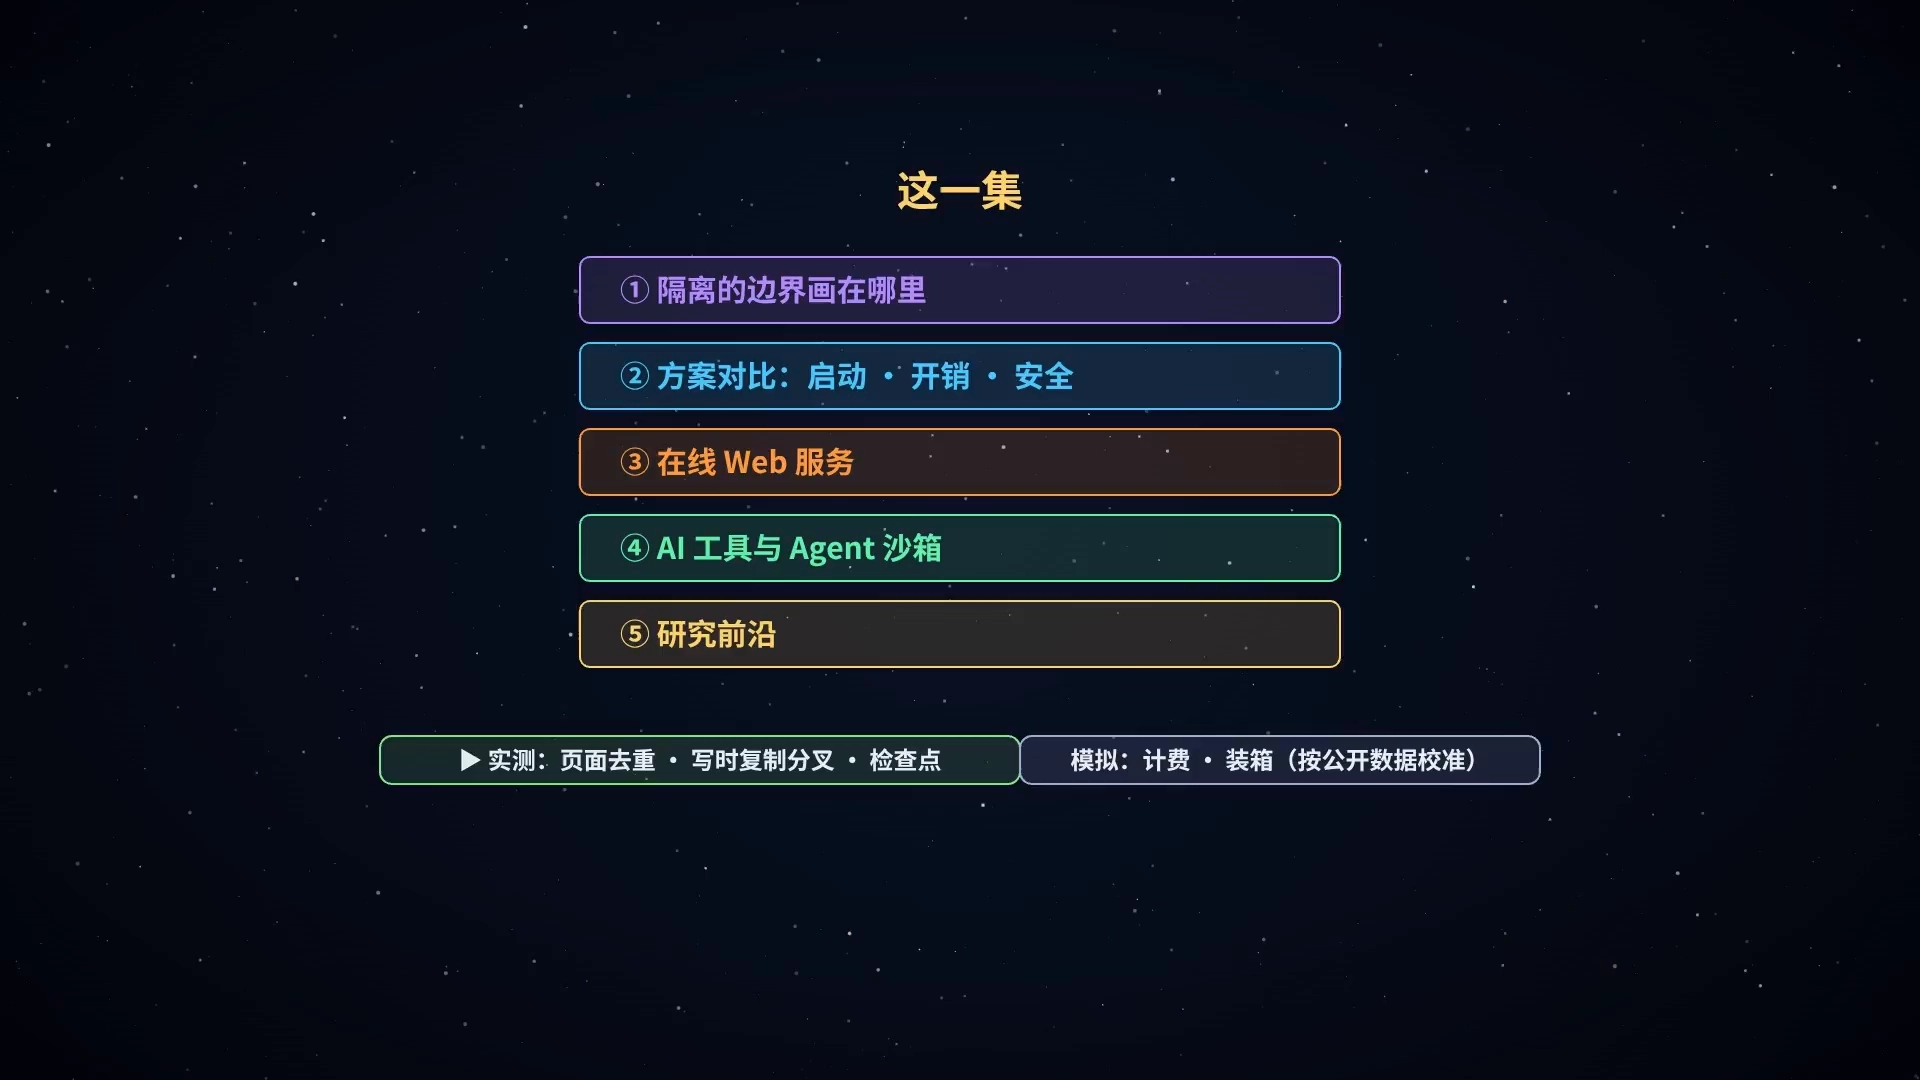 这一集
① 隔离的边界画在哪里
② 方案对比：启动 · 开销 · 安全
③ 在线 Web 服务
④ AI 工具与 Agent 沙箱
⑤ 研究前沿
▶ 实测：页面去重 · 写时复制分叉 · 检查点
模拟：计费 · 装箱（按公开数据校准）